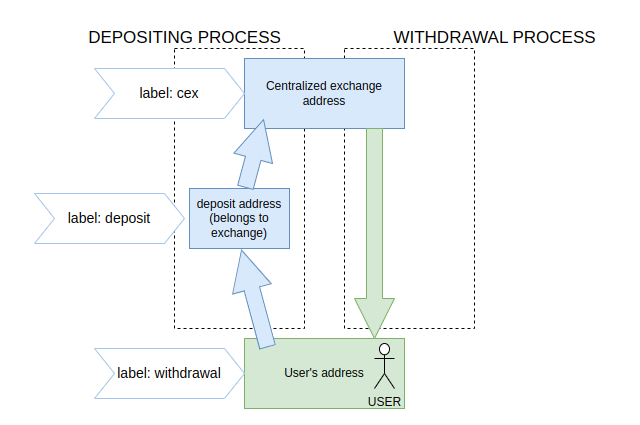 DEPOSITING PROCESS
WITHDRAWAL PROCESS
label: cex
Centralized exchange
address
label: deposit
deposit address
(belongs to
exchange)
label: withdrawal
User's address
USER